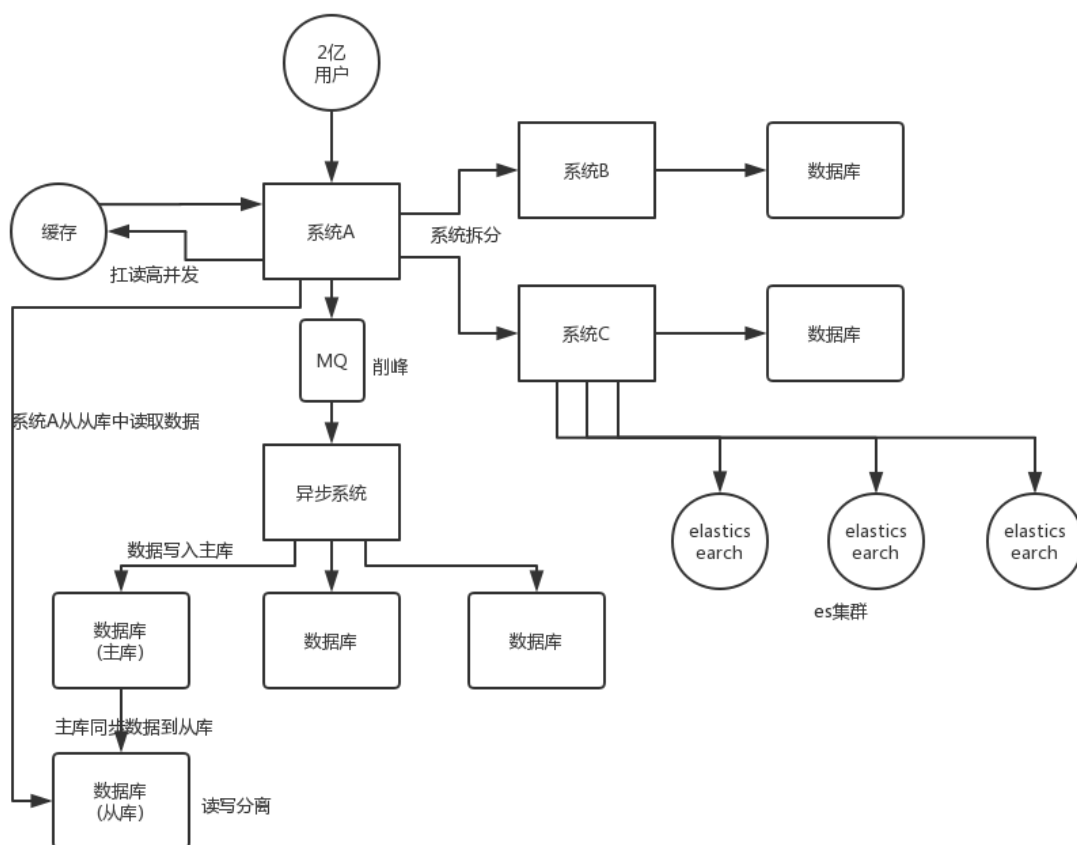 2亿
用户
系统B
数据库
缓存
系统A
系统拆分
扛读高并发
系统C
数据库
MQ
削峰
系统A从从库中读取数据
异步系统
elastics
earch
elastics
earch
elastics
earch
数据写入主库
es集群
数据库
(主库)
数据库
数据库
主库同步数据到从库
数据库
(从库)
读写分离